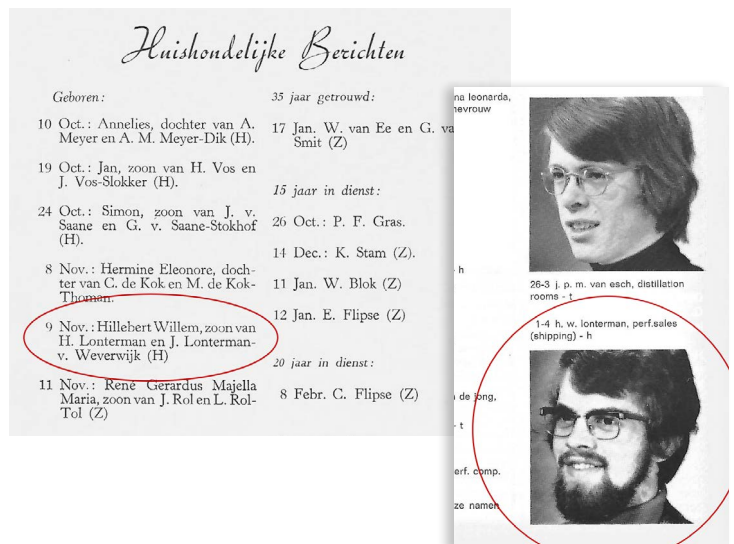 Huishondelijke Berichten
Geboren:
10 Oct.: Annelies, dochter van A.
Meyer en A. M. Meyer-Dik (H).
19 Oct.: Jan, zoon van H. Vos en
J. Vos-Slokker (H).
24 Oct.: Simon, zoon van J. v.
Saane en G. v. Saane-Stokhof
(H).
8 Nov.: Hermine Eleonore, doch-
ter van C. de Kok en M. de Kok-
Thoman.
9 Nov.: Hillebert Willem, zoon van
H. Lonterman en J. Lonterman-
v. Weverwijk (H)
11 Nov.: René Gerardus Majella
Maria, zoon van J. Rol en L. Rol-
Tol (Z)
35 jaar getrouwd:
17 Jan. W. van Ee en G. va
Smit (Z)
15 jaar in dienst:
26 Oct.: P. F. Gras.
14 Dec.: K. Stam (Z).
11 Jan. W. Blok (Z)
12 Jan. E. Flipse (Z)
20 jaar in dienst:
8 Febr. C. Flipse (Z)
na leonarda,
nevrouw
- h
de jong,
- t
erf. comp.
ze namen
26-3 j. p. m. van esch, distillation
rooms - t
1-4 h. w. lonterman, perf.sales
(shipping) - h